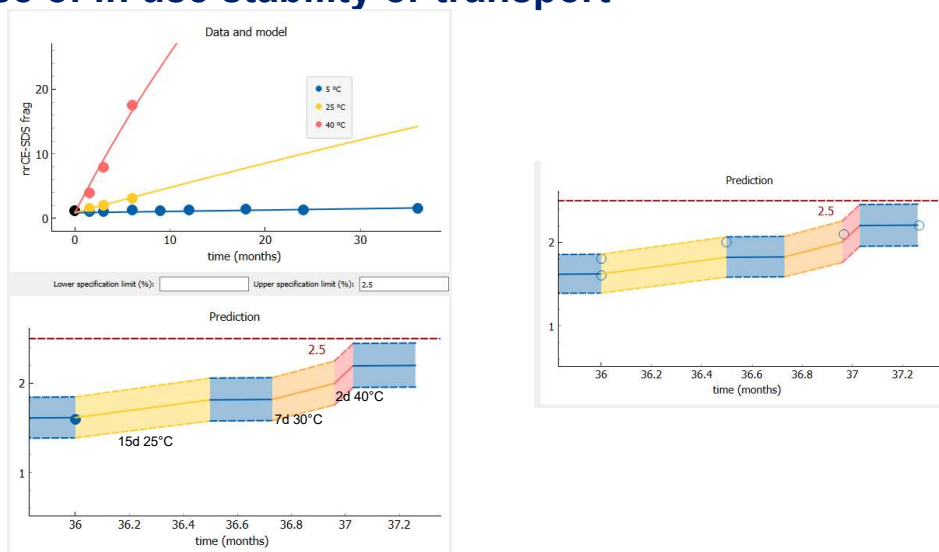 se of in use stability or transport
Data and model
nrCE-SDS frag
20
10
0
5 °C
25 °C
40 °C
0 10 20 30
time (months)
Lower specification limit (%): Upper specification limit (%): 2.5
Prediction
2.5
2
1
2d 40°C
7d 30°C
15d 25°C
36 36.2 36.4 36.6 36.8 37 37.2
time (months)
Prediction
2.5
2
1
36 36.2 36.4 36.6 36.8 37 37.2
time (months)